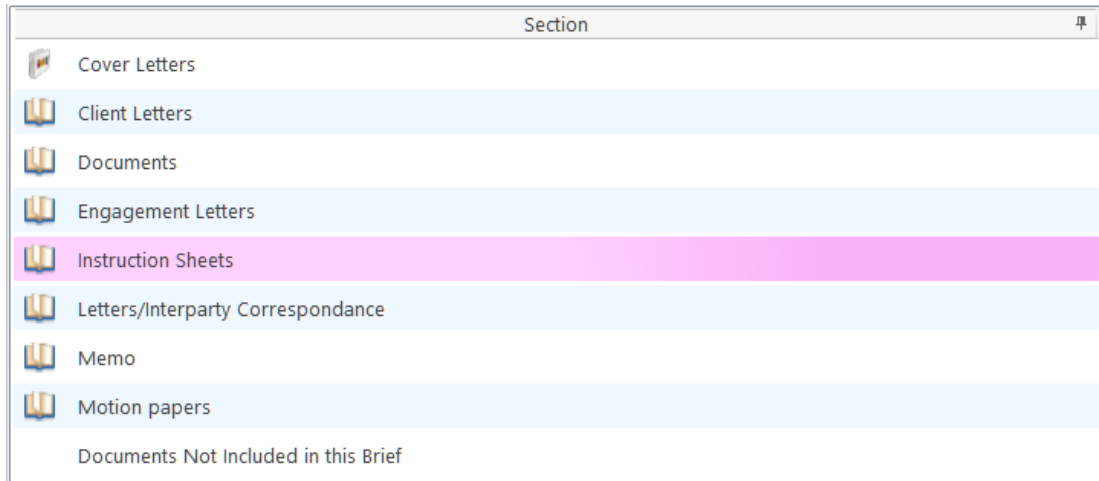 Section
Cover Letters
Client Letters
Documents
Engagement Letters
Instruction Sheets
Letters/Interparty Correspondance
Memo
Motion papers
Documents Not Included in this Brief